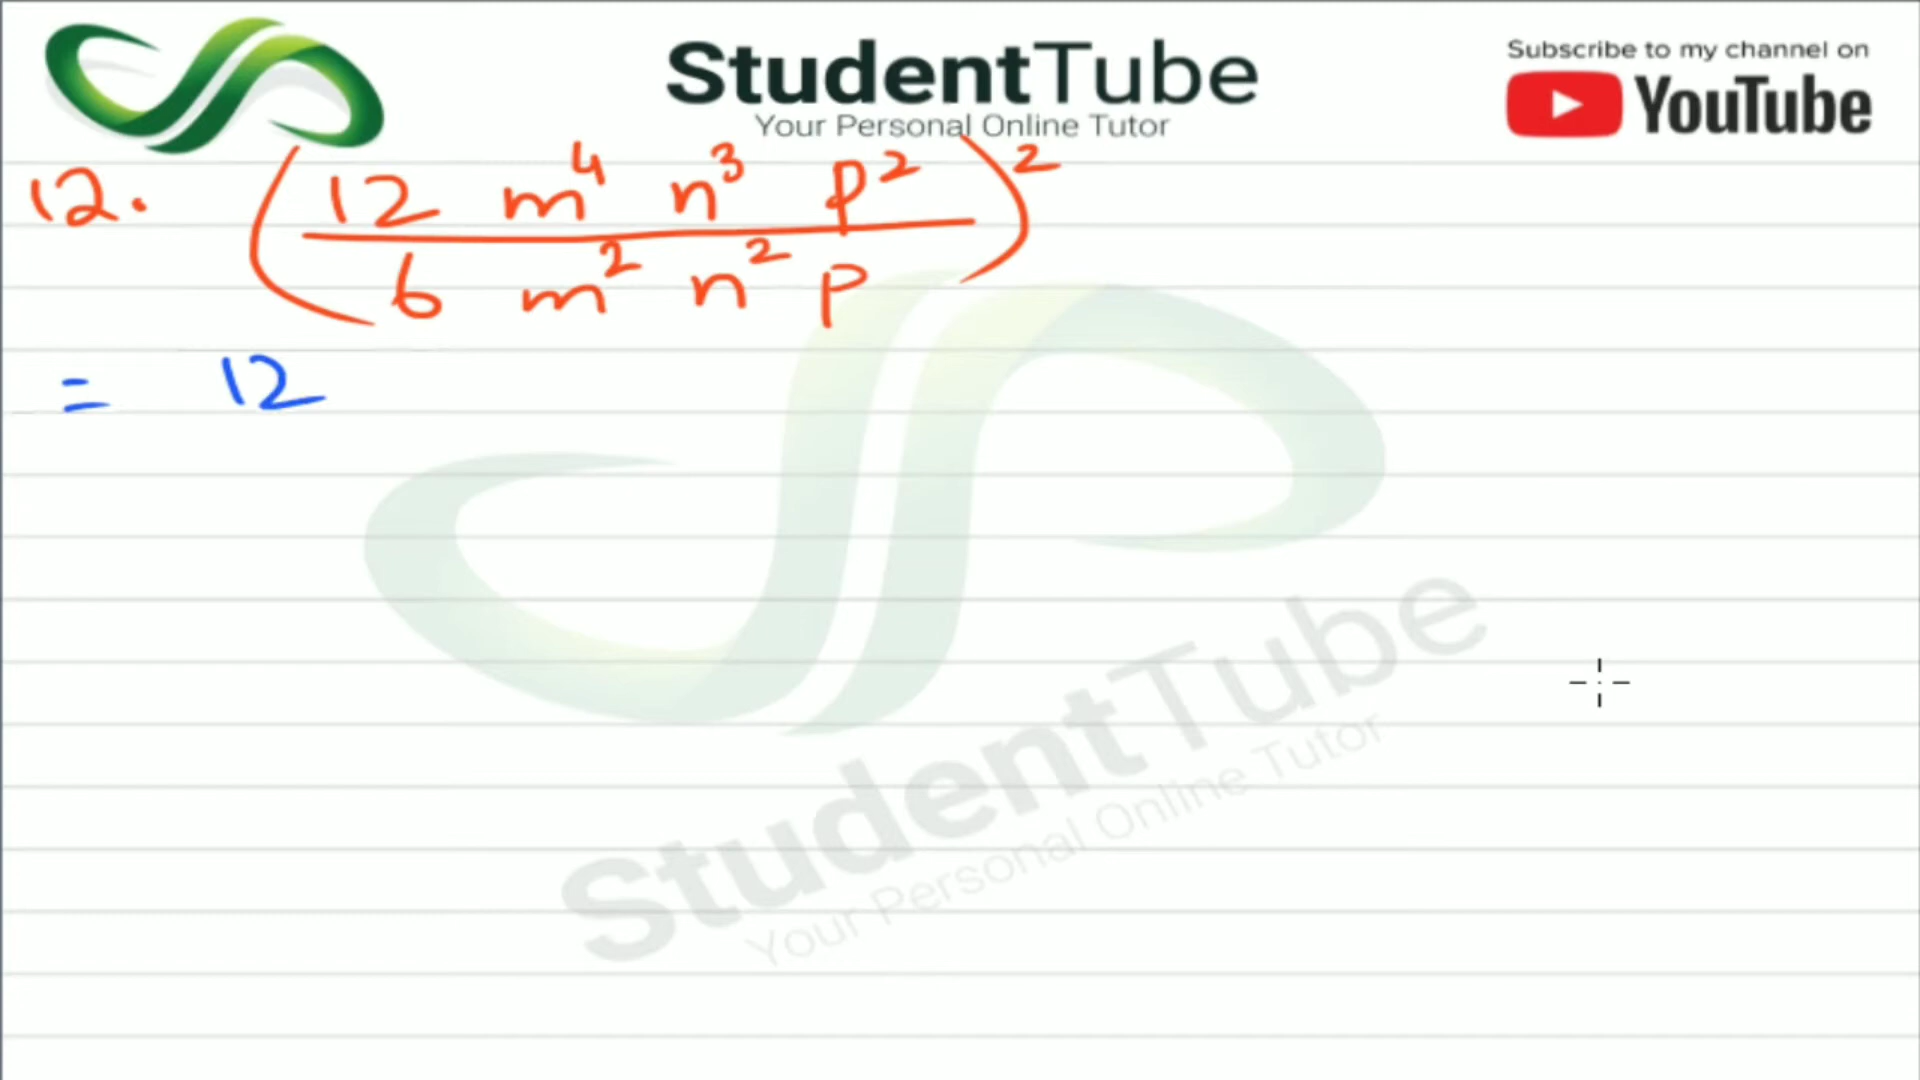 StudentTube
Your Personal Online Tutor
Subscribe to my channel on
YouTube
12. (12 m⁴ n³ p² / 6 m² n² p)²
= 12
StudentTube
Your Personal Online Tutor